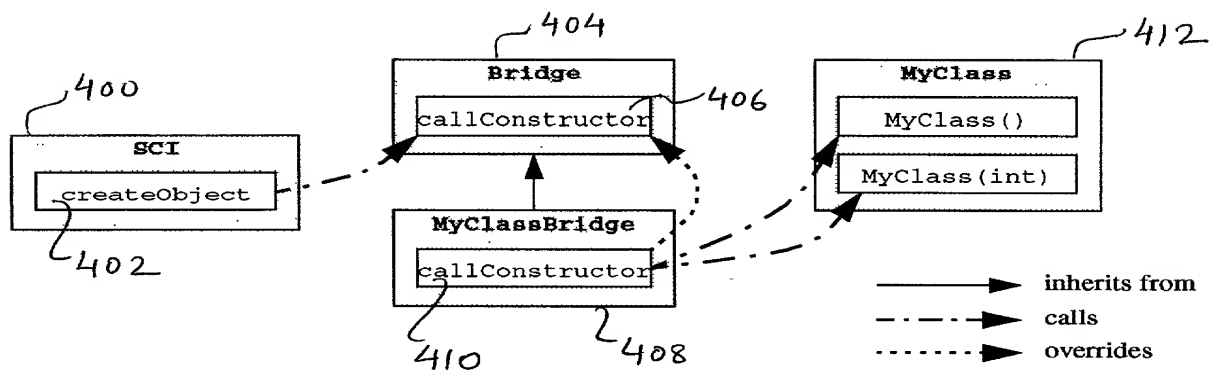 404
412
400
Bridge
MyClass
callConstructor
406
MyClass()
SCI
createObject
MyClass(int)
MyClassBridge
402
callConstructor
inherits from
calls
410
408
overrides